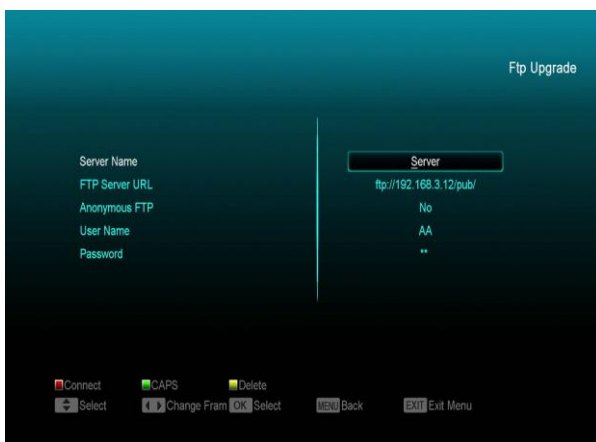 Ftp Upgrade
Server Name Server
FTP Server URL ftp://192.168.3.12/pub/
Anonymous FTP No
User Name AA
Password **
Connect CAPS Delete
Select Change Fram OK Select MENU Back EXIT Exit Menu